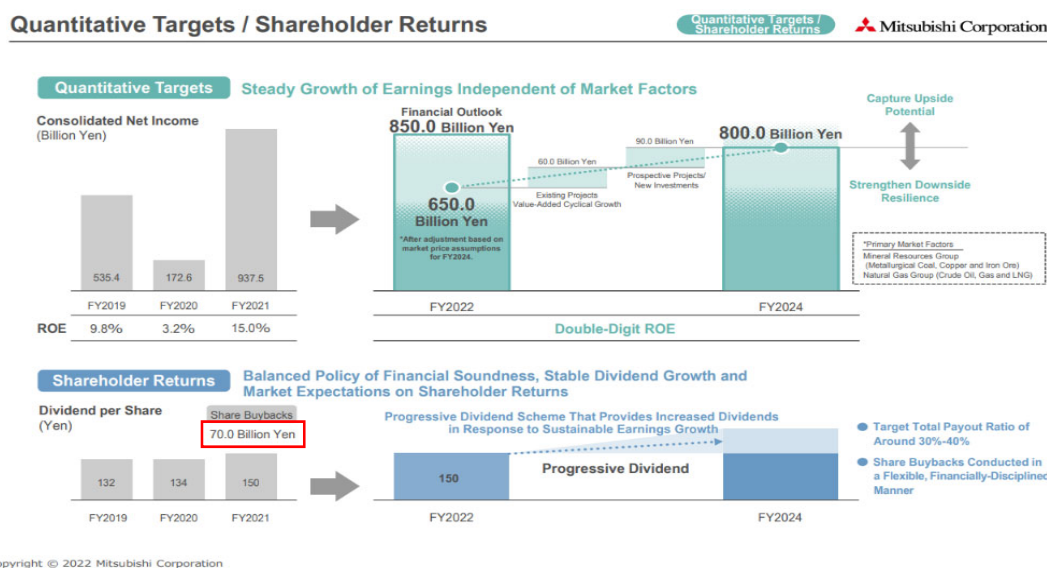 Quantitative Targets / Shareholder Returns
Quantitative Targets /
Shareholder Returns
Mitsubishi Corporation
Quantitative Targets
Steady Growth of Earnings Independent of Market Factors
Consolidated Net Income
(Billion Yen)
535.4
172.6
937.5
FY2019
FY2020
FY2021
ROE
9.8%
3.2%
15.0%
Financial Outlook
850.0 Billion Yen
650.0
Billion Yen
*After adjustment based on
market price assumptions
for FY2024.
60.0 Billion Yen
Existing Projects
Value-Added Cyclical Growth
90.0 Billion Yen
Prospective Projects/
New Investments
800.0 Billion Yen
FY2022
FY2024
Double-Digit ROE
Capture Upside
Potential
Strengthen Downside
Resilience
*Primary Market Factors
Mineral Resources Group
(Metallurgical Coal, Copper and Iron Ore)
Natural Gas Group (Crude Oil, Gas and LNG)
Shareholder Returns
Balanced Policy of Financial Soundness, Stable Dividend Growth and
Market Expectations on Shareholder Returns
Dividend per Share
(Yen)
Share Buybacks
70.0 Billion Yen
132
134
150
FY2019
FY2020
FY2021
Progressive Dividend Scheme That Provides Increased Dividends
in Response to Sustainable Earnings Growth
150
Progressive Dividend
FY2022
FY2024
Target Total Payout Ratio of
Around 30%-40%
Share Buybacks Conducted in
a Flexible, Financially-Disciplined
Manner
opyright © 2022 Mitsubishi Corporation